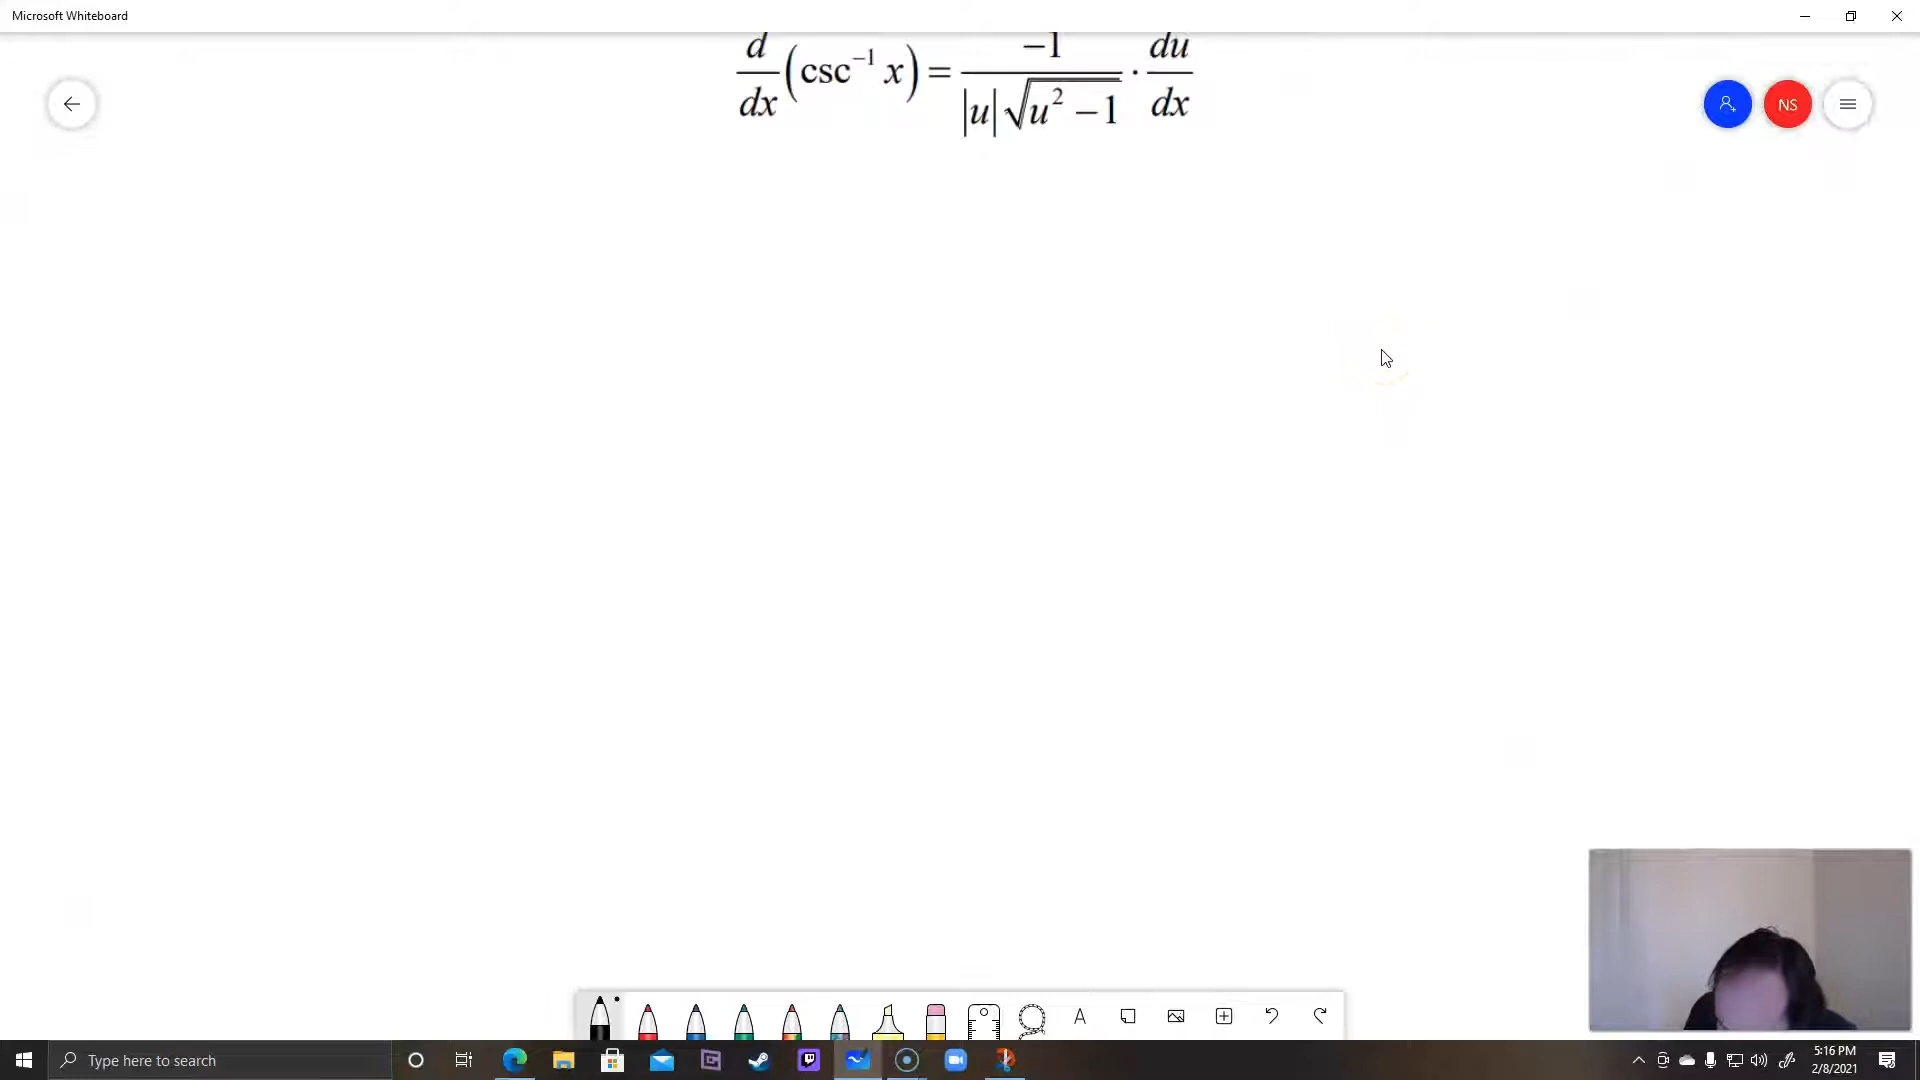 Microsoft Whiteboard
d/dx (csc⁻¹ x) = -1/(|u|√(u² - 1)) · du/dx
NS
A
Type here to search
5:16 PM
2/8/2021